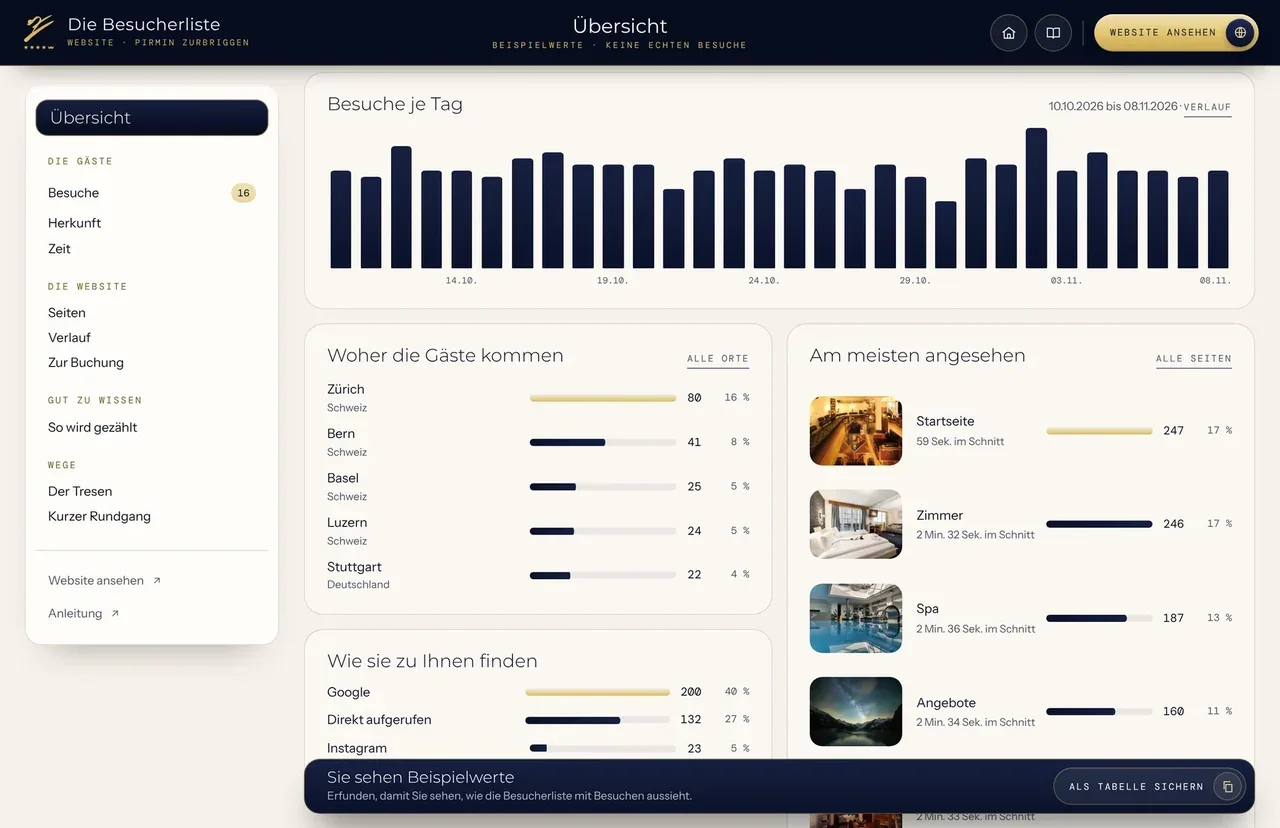 Die Besucherliste
WEBSITE · PIRMIN ZURBRIGGEN
Übersicht
BEISPIELWERTE · KEINE ECHTEN BESUCHE
WEBSITE ANSEHEN
Übersicht
DIE GÄSTE
Besuche 16
Herkunft
Zeit
DIE WEBSITE
Seiten
Verlauf
Zur Buchung
GUT ZU WISSEN
So wird gezählt
WEGE
Der Tresen
Kurzer Rundgang
Website ansehen ↗
Anleitung ↗
Besuche je Tag
10.10.2026 bis 08.11.2026 · VERLAUF
14.10. 19.10. 24.10. 29.10. 03.11. 08.11.
Woher die Gäste kommen
ALLE ORTE
Zürich 80 16 %
Schweiz
Bern 41 8 %
Schweiz
Basel 25 5 %
Schweiz
Luzern 24 5 %
Schweiz
Stuttgart 22 4 %
Deutschland
Wie sie zu Ihnen finden
Google 200 40 %
Direkt aufgerufen 132 27 %
Instagram 23 5 %
Am meisten angesehen
ALLE SEITEN
Startseite 247 17 %
59 Sek. im Schnitt
Zimmer 246 17 %
2 Min. 32 Sek. im Schnitt
Spa 187 13 %
2 Min. 36 Sek. im Schnitt
Angebote 160 11 %
2 Min. 34 Sek. im Schnitt
Sie sehen Beispielwerte
Erfunden, damit Sie sehen, wie die Besucherliste mit Besuchen aussieht.
ALS TABELLE SICHERN
2 Min. 33 Sek. im Schnitt